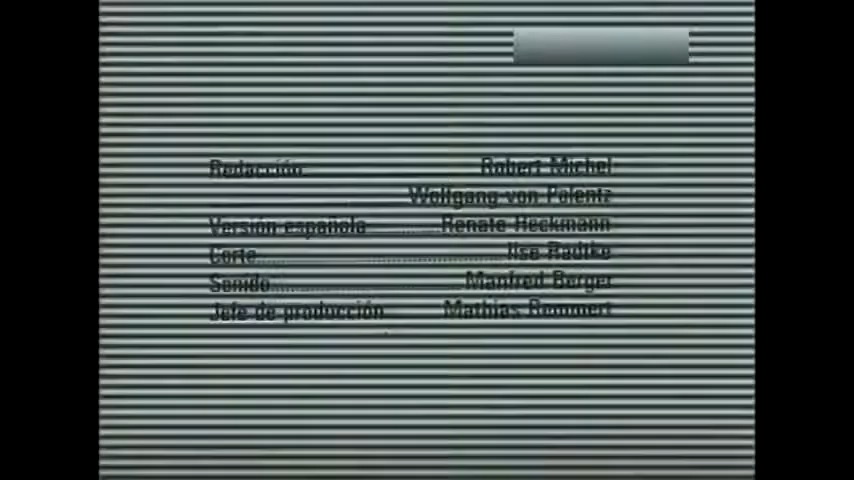 Redacción Robert Michel
Wolfgang von Polentz
Versión española Renate Heckmann
Corte Ilse Radtke
Sonido Manfred Berger
Jefe de producción Mathias Remmert